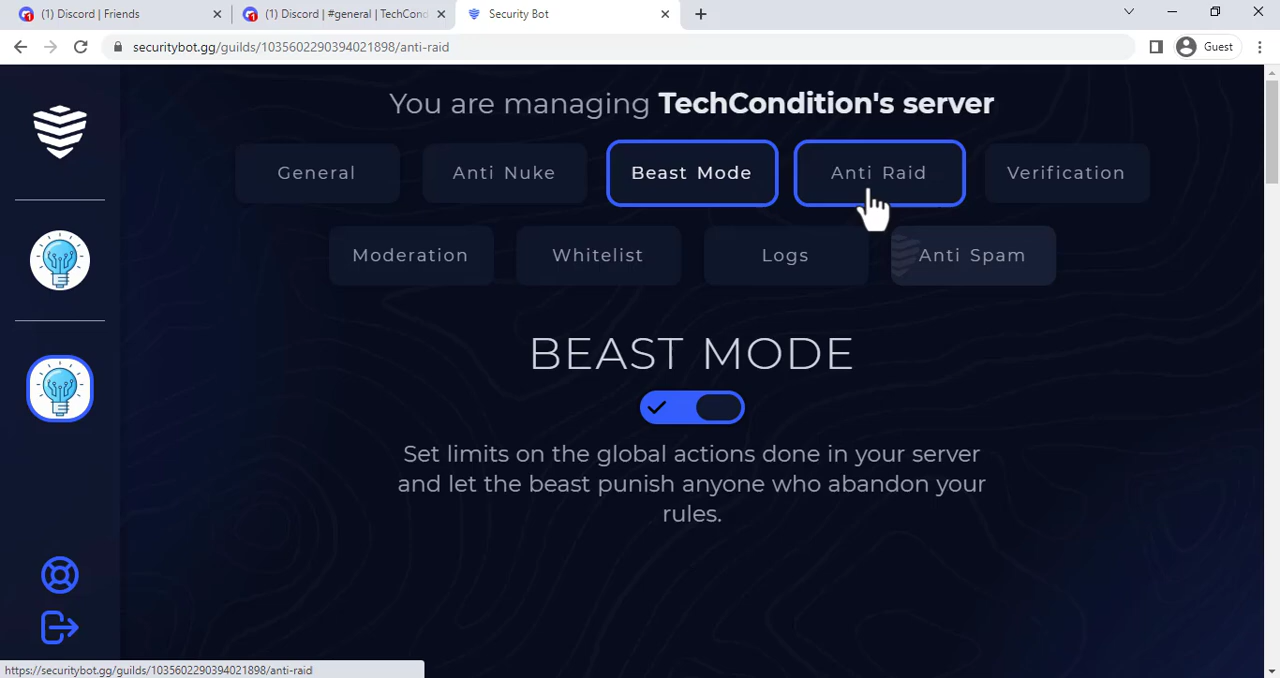 (1) Discord | Friends
(1) Discord | #general | TechCond
Security Bot
securitybot.gg/guilds/1035602290394021898/anti-raid
Guest
You are managing TechCondition's server
General
Anti Nuke
Beast Mode
Anti Raid
Verification
Moderation
Whitelist
Logs
Anti Spam
BEAST MODE
Set limits on the global actions done in your server
and let the beast punish anyone who abandon your
rules.
https://securitybot.gg/guilds/1035602290394021898/anti-raid